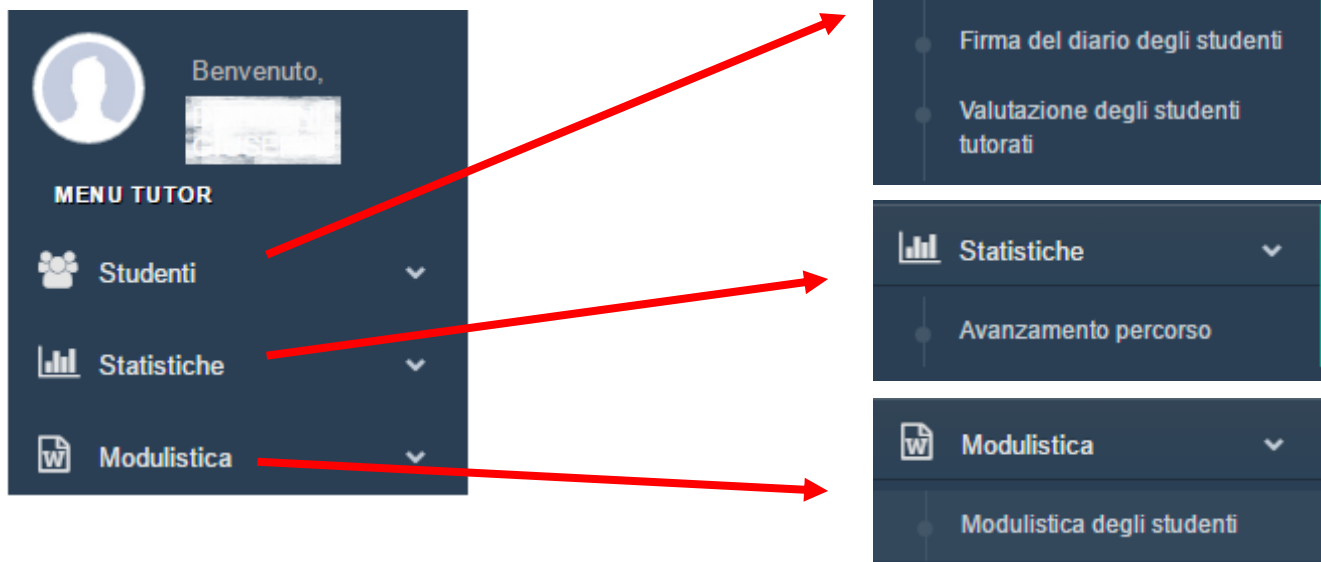 Benvenuto,
MENU TUTOR
Studenti
Statistiche
Modulistica
Firma del diario degli studenti
Valutazione degli studenti
tutorati
Statistiche
Avanzamento percorso
Modulistica
Modulistica degli studenti